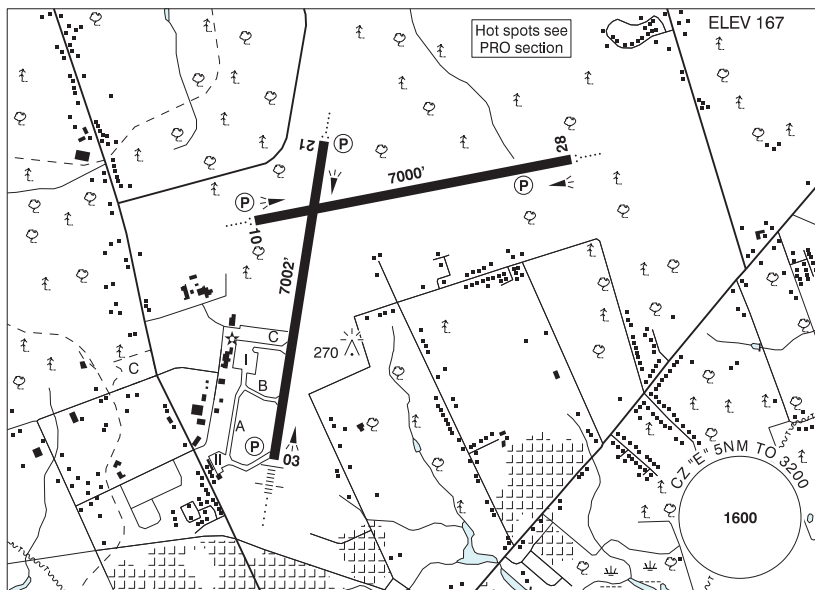 Hot spots see
PRO section
ELEV 167
21
P
28
7000'
P
P
10
7002'
C
270
I
B
C
A
P
II
03
CZ "E" 5NM TO 3200
1600